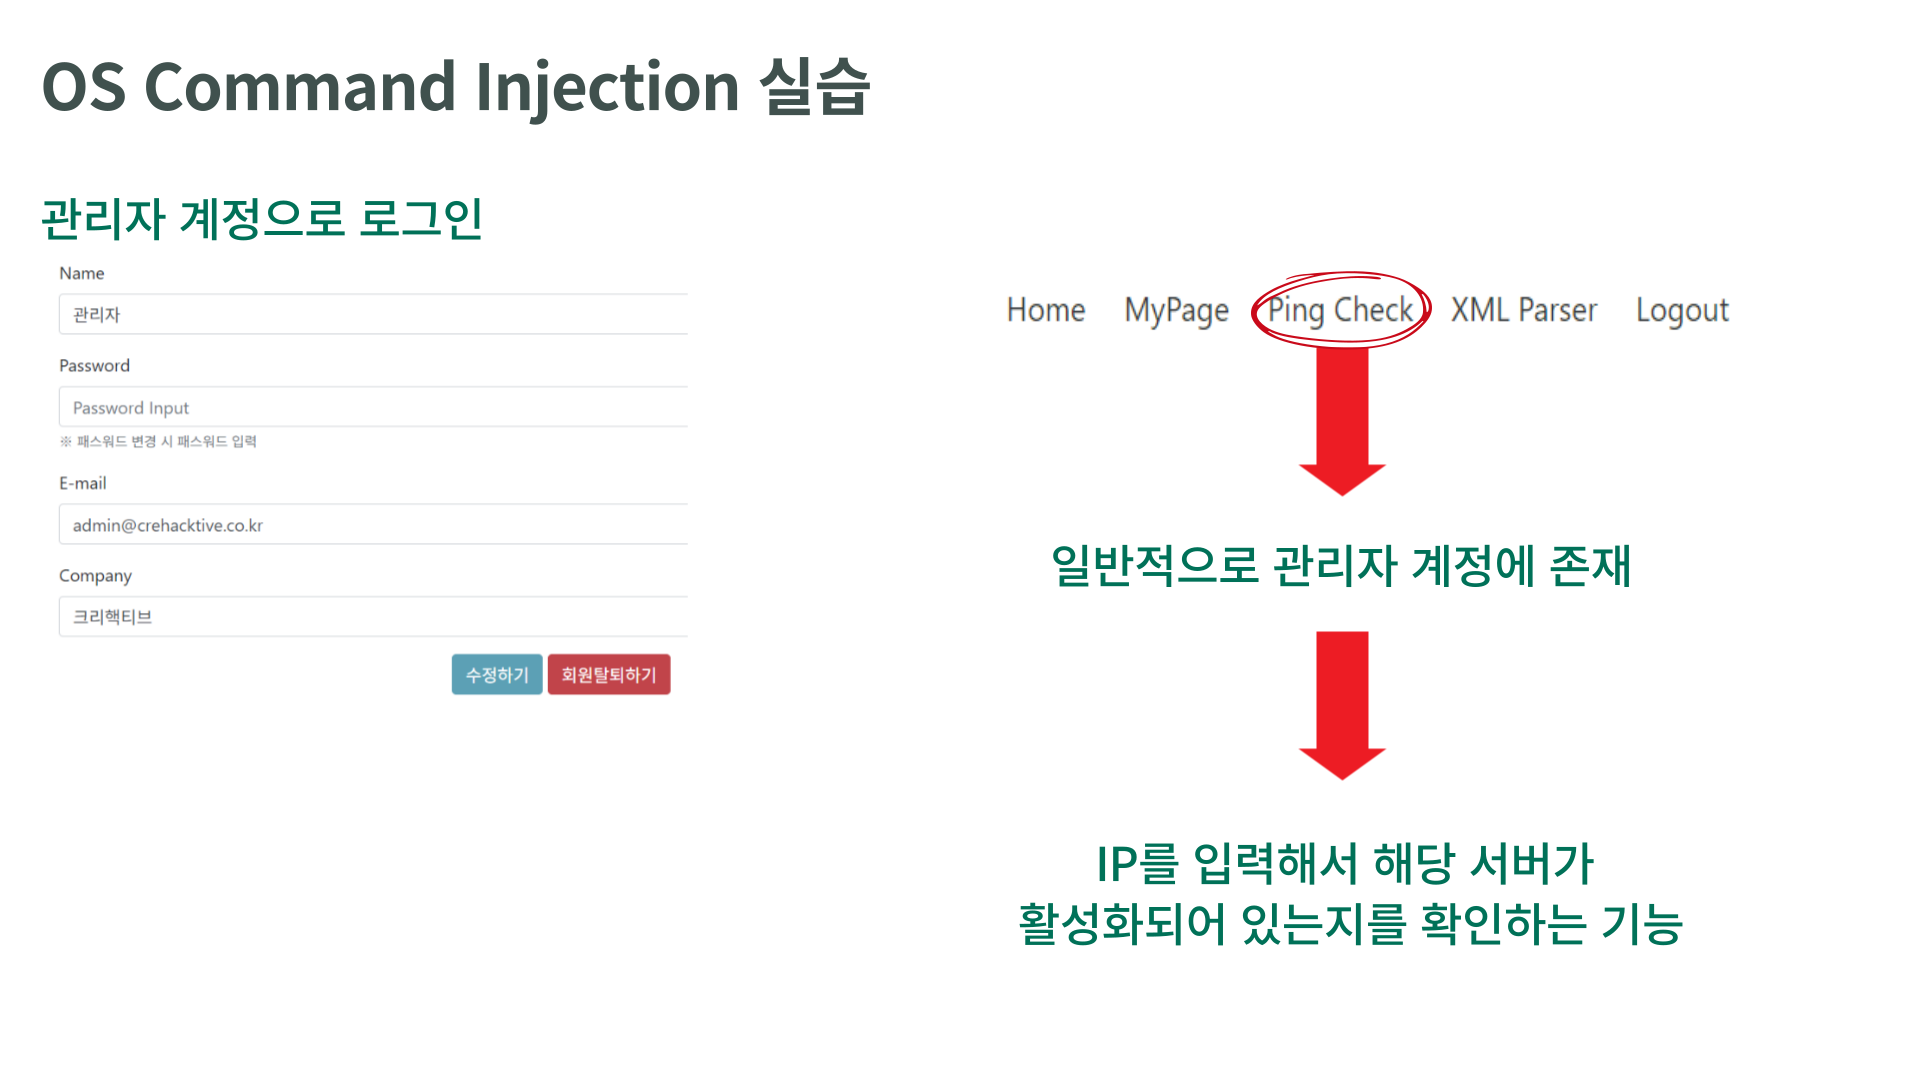 OS Command Injection 실습
관리자 계정으로 로그인
Name
관리자
Password
Password Input
※ 패스워드 변경 시 패스워드 입력
E-mail
admin@crehacktive.co.kr
Company
크리핵티브
수정하기 회원탈퇴하기
Home MyPage Ping Check XML Parser Logout
일반적으로 관리자 계정에 존재
IP를 입력해서 해당 서버가
활성화되어 있는지를 확인하는 기능